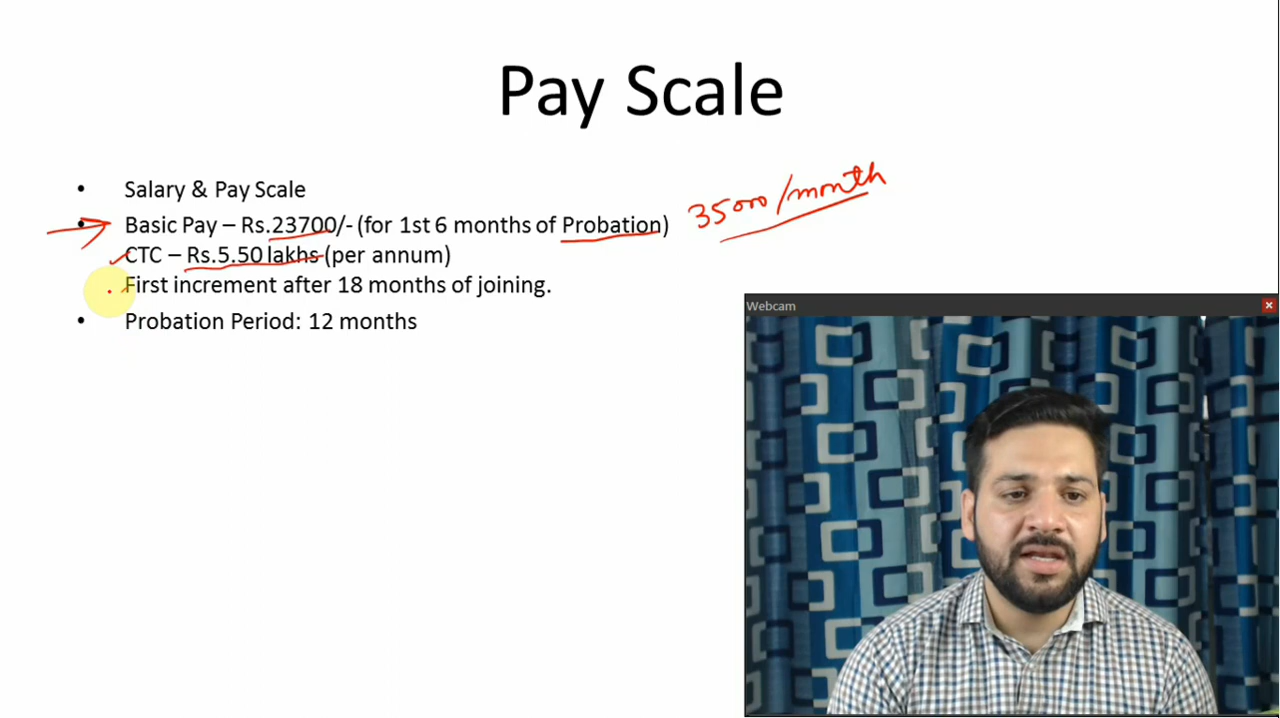 Pay Scale
• Salary & Pay Scale
35000/month
• Basic Pay – Rs.23700/- (for 1st 6 months of Probation)
CTC – Rs.5.50 lakhs (per annum)
First increment after 18 months of joining.
Webcam
• Probation Period: 12 months